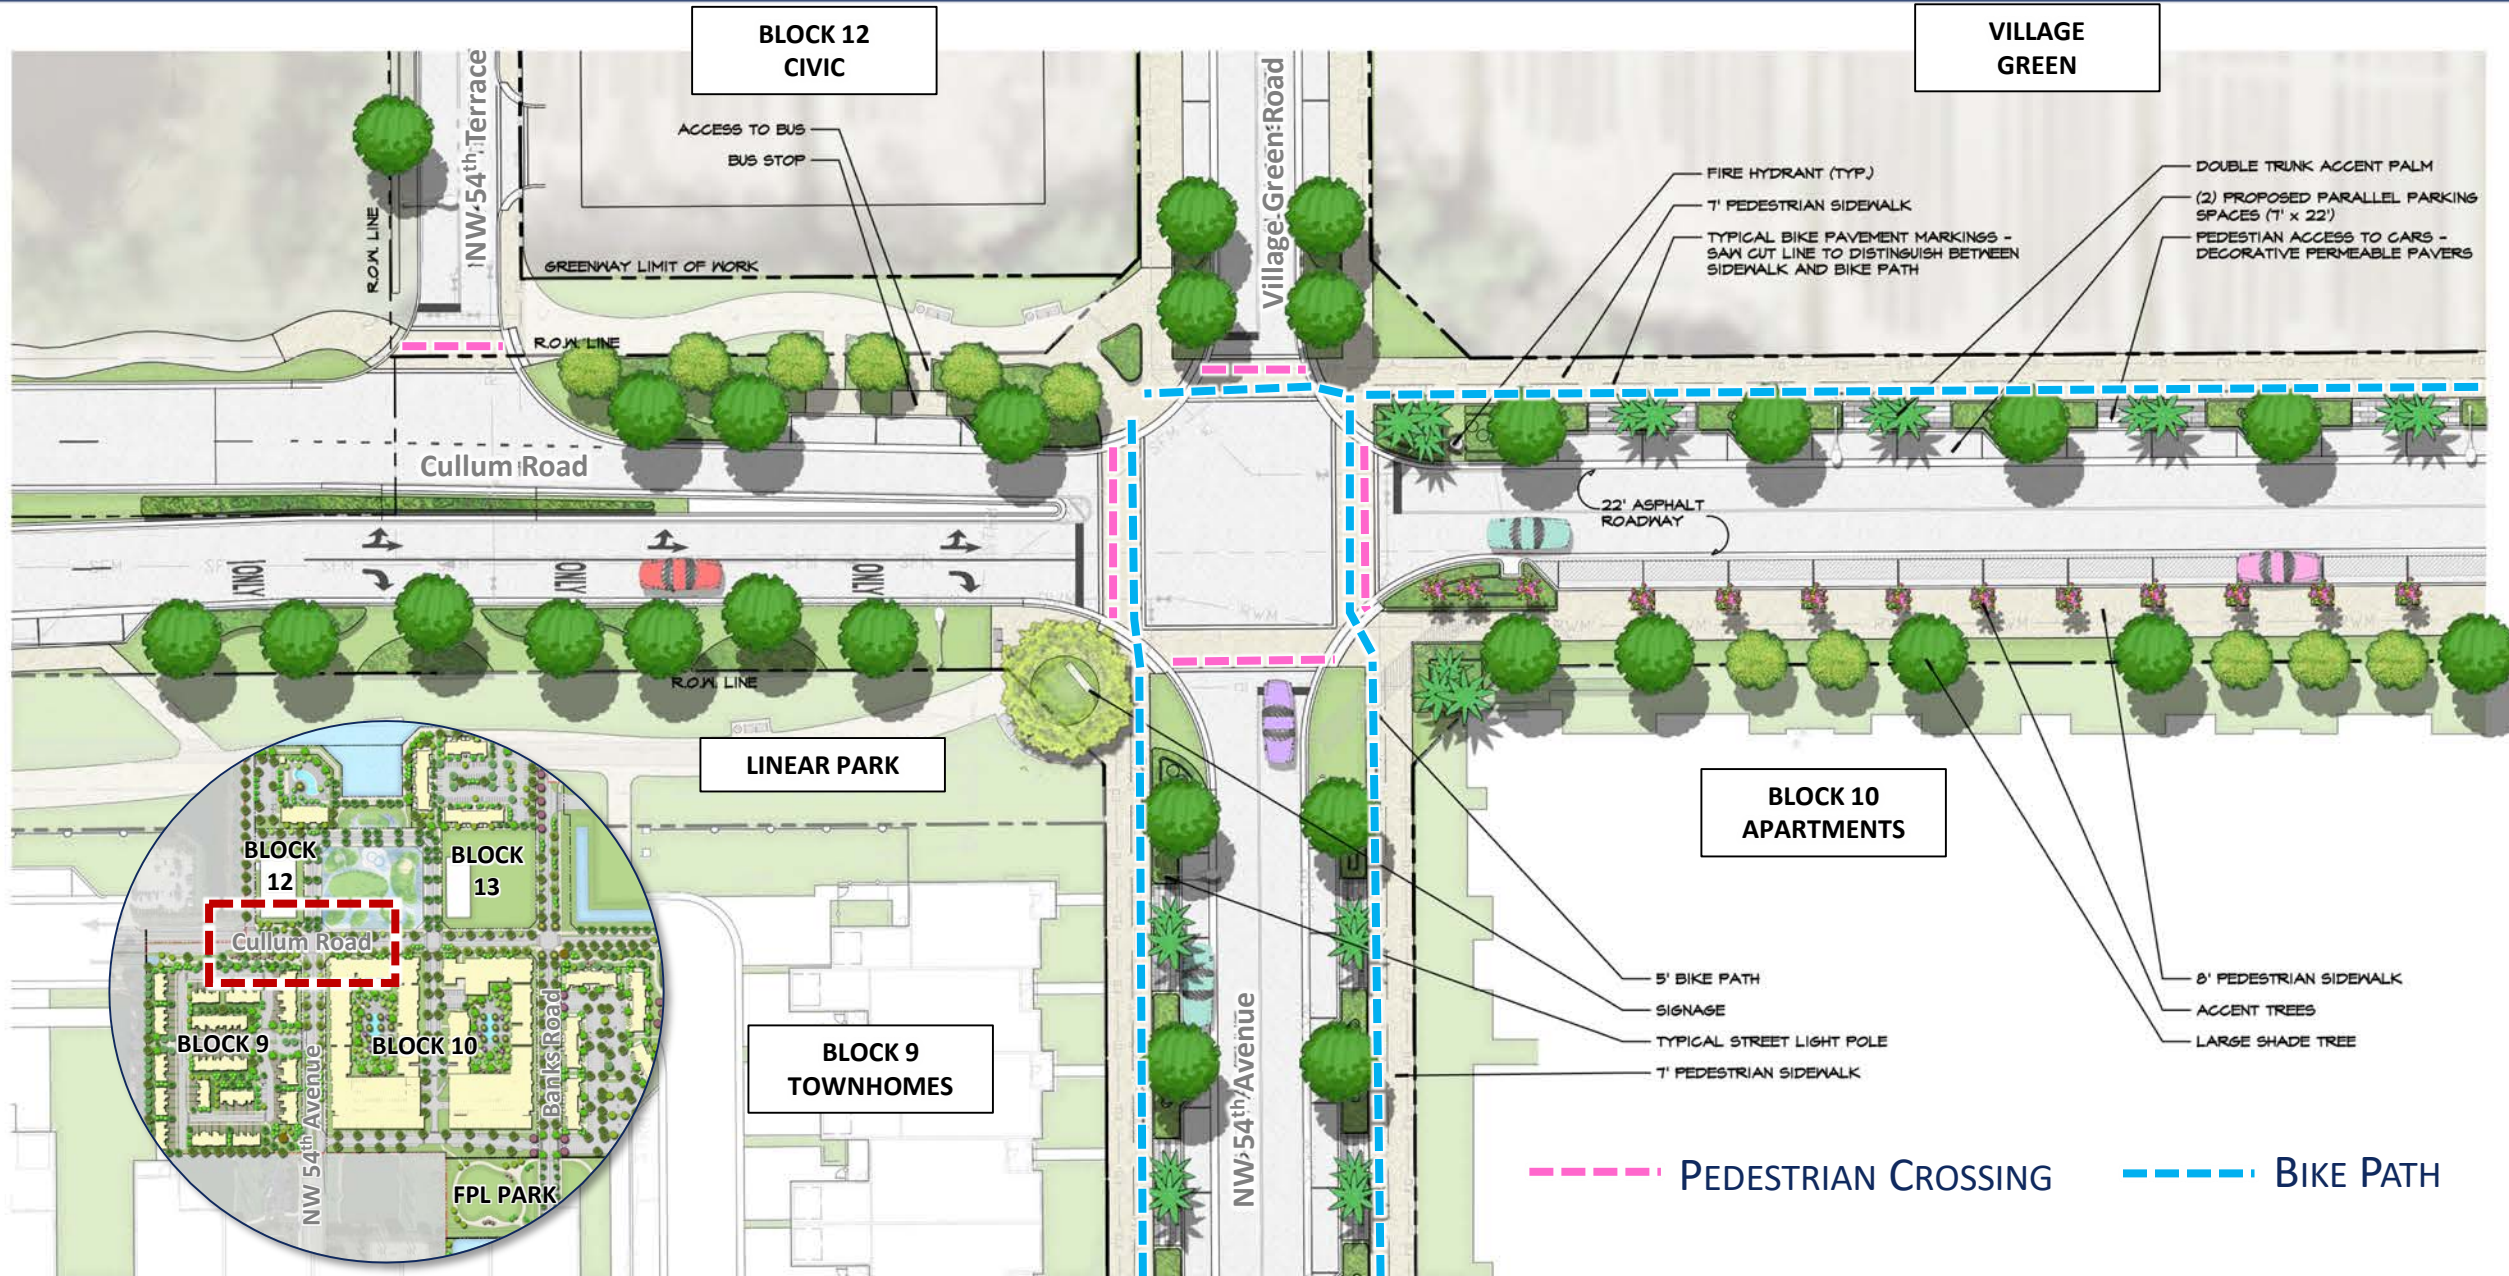 BLOCK 12
CIVIC
VILLAGE
GREEN
NW 54th Terrace
Village Green Road
ACCESS TO BUS
BUS STOP
R.O.W. LINE
GREENWAY LIMIT OF WORK
R.O.W. LINE
FIRE HYDRANT (TYP.)
7' PEDESTRIAN SIDEWALK
TYPICAL BIKE PAVEMENT MARKINGS -
SAW CUT LINE TO DISTINGUISH BETWEEN
SIDEWALK AND BIKE PATH
DOUBLE TRUNK ACCENT PALM
(2) PROPOSED PARALLEL PARKING
SPACES (7' x 22')
PEDESTIAN ACCESS TO CARS -
DECORATIVE PERMEABLE PAVERS
Cullum Road
22' ASPHALT
ROADWAY
ONLY
ONLY
ONLY
R.O.W. LINE
LINEAR PARK
BLOCK 10
APARTMENTS
BLOCK
12
BLOCK
13
Cullum Road
BLOCK 9
BLOCK 10
NW 54th Avenue
Banks Road
FPL PARK
BLOCK 9
TOWNHOMES
NW 54th Avenue
5' BIKE PATH
SIGNAGE
TYPICAL STREET LIGHT POLE
7' PEDESTRIAN SIDEWALK
8' PEDESTRIAN SIDEWALK
ACCENT TREES
LARGE SHADE TREE
PEDESTRIAN CROSSING
BIKE PATH